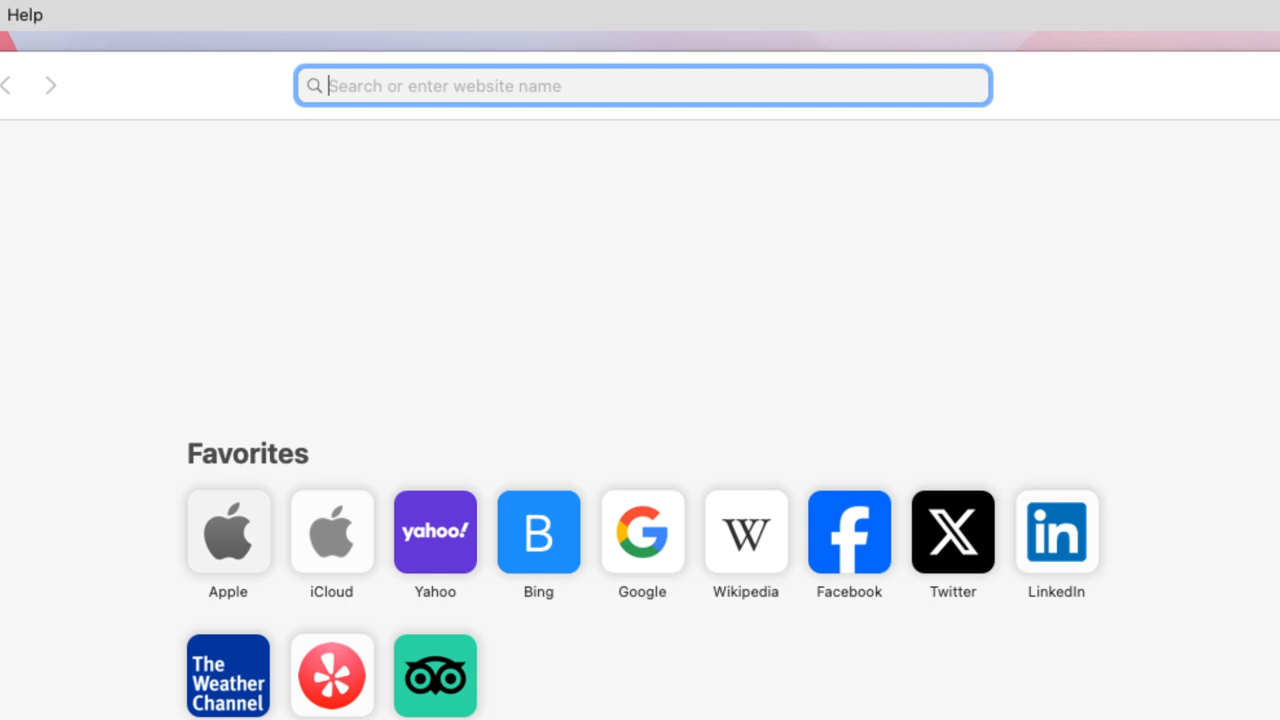 Help
Search or enter website name
Favorites
yahoo! B G W f X in
Apple iCloud Yahoo Bing Google Wikipedia Facebook Twitter LinkedIn
The
Weather
Channel